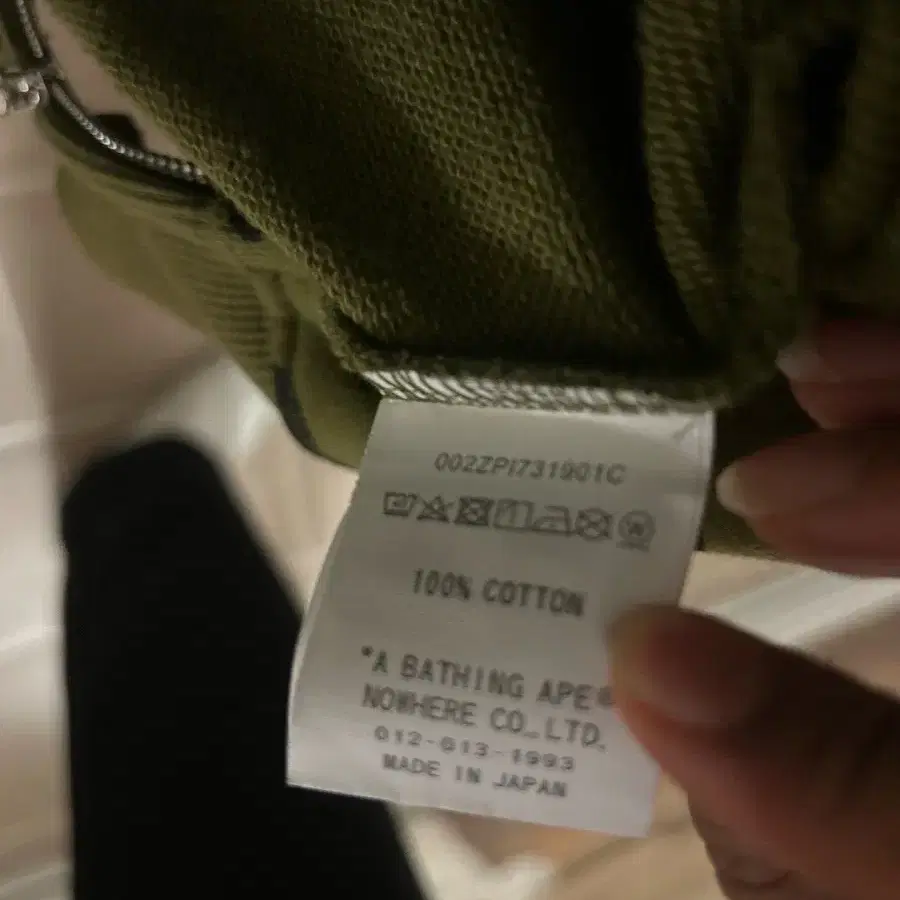 002ZPI731901C
100% COTTON
"A BATHING APE®
NOWHERE CO.,LTD.
012-013-1993
MADE IN JAPAN